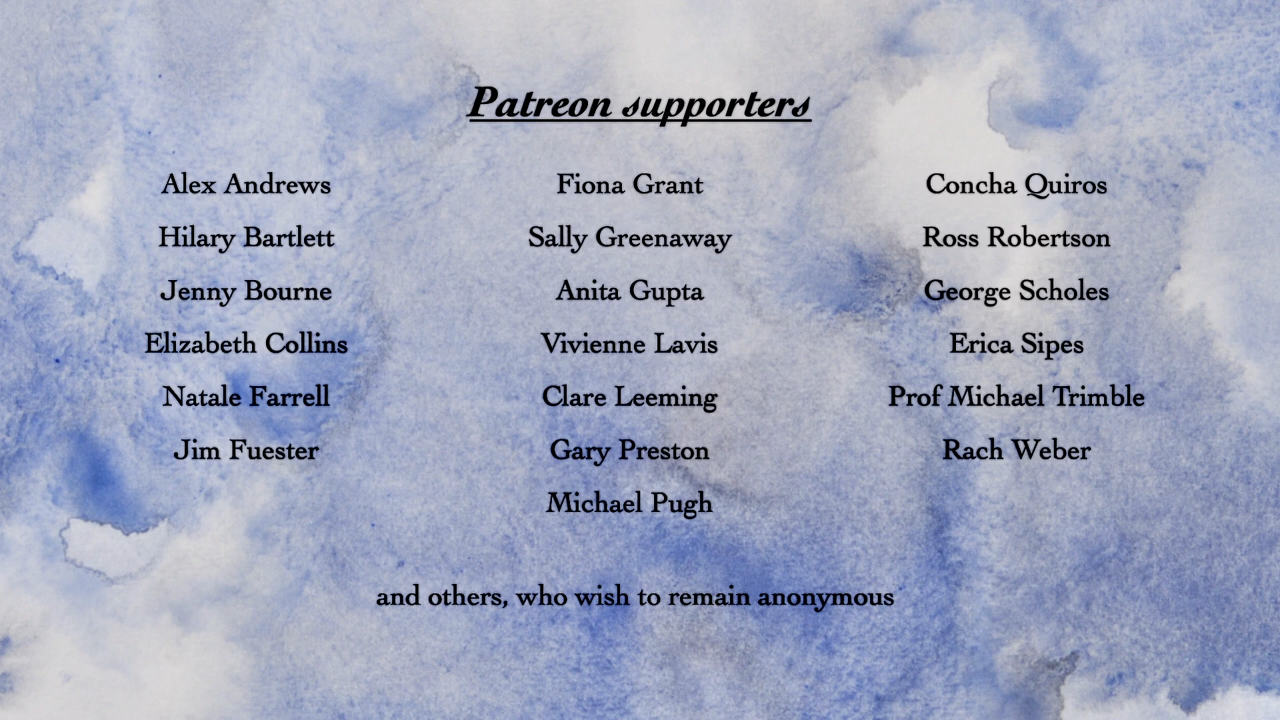 Patreon supporters
Alex Andrews
Hilary Bartlett
Jenny Bourne
Elizabeth Collins
Natale Farrell
Jim Fuester
Fiona Grant
Sally Greenaway
Anita Gupta
Vivienne Lavis
Clare Leeming
Gary Preston
Michael Pugh
Concha Quiros
Ross Robertson
George Scholes
Erica Sipes
Prof Michael Trimble
Rach Weber
and others, who wish to remain anonymous